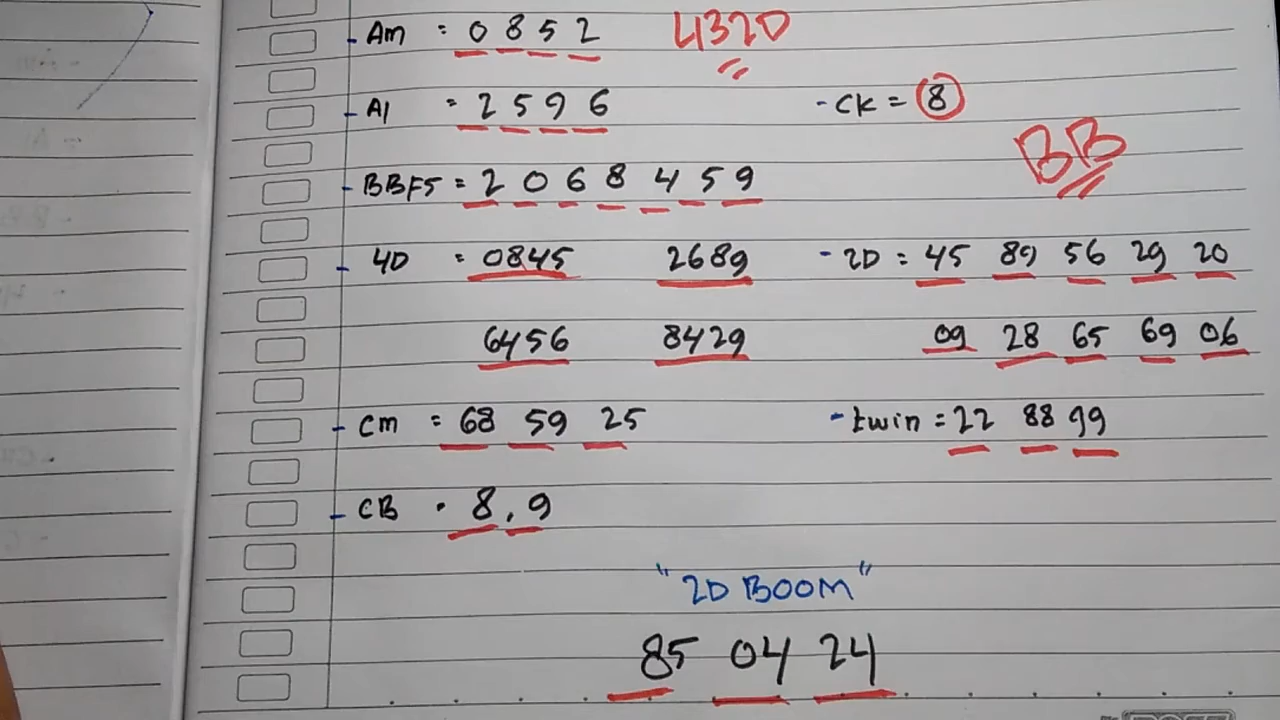 - Am = 0 8 5 2 432D
- AI = 2 5 9 6 - CK = 8
BB
- BBFS = 2 0 6 8 4 5 9
- 4D = 0845 2689 - 2D = 45 89 56 29 20
6456 8429 09 28 65 69 06
- Cm = 68 59 25 - twin = 22 88 99
- CB . 8, 9
"2D BOOM"
85 04 24